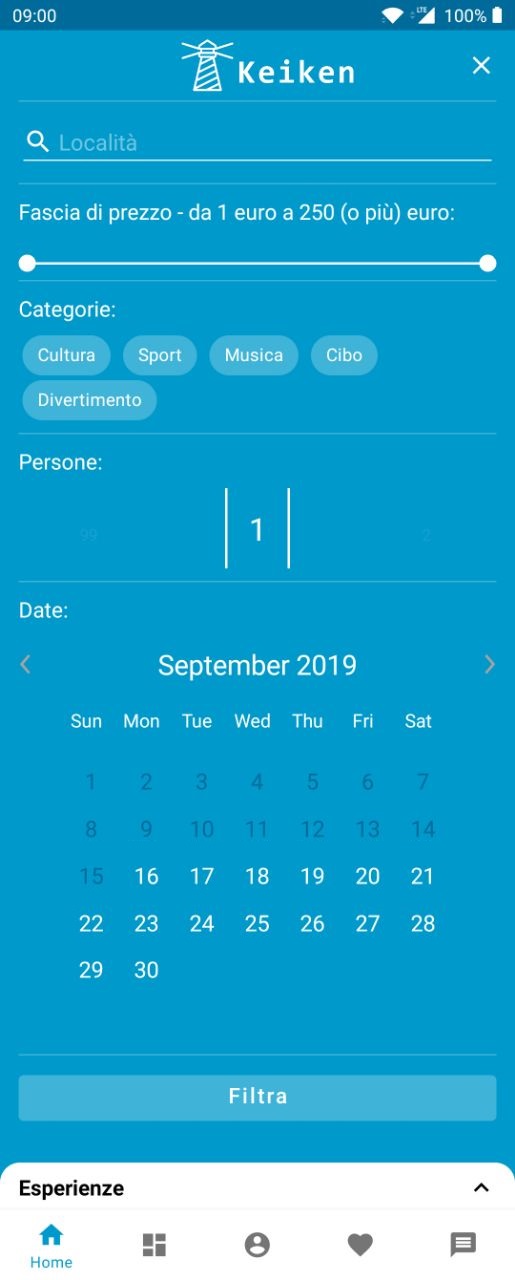 09:00 LTE 100%
Keiken
Località
Fascia di prezzo - da 1 euro a 250 (o più) euro:
Categorie:
Cultura Sport Musica Cibo
Divertimento
Persone:
99 1 2
Date:
September 2019
Sun Mon Tue Wed Thu Fri Sat
1 2 3 4 5 6 7
8 9 10 11 12 13 14
15 16 17 18 19 20 21
22 23 24 25 26 27 28
29 30
Filtra
Esperienze
Home